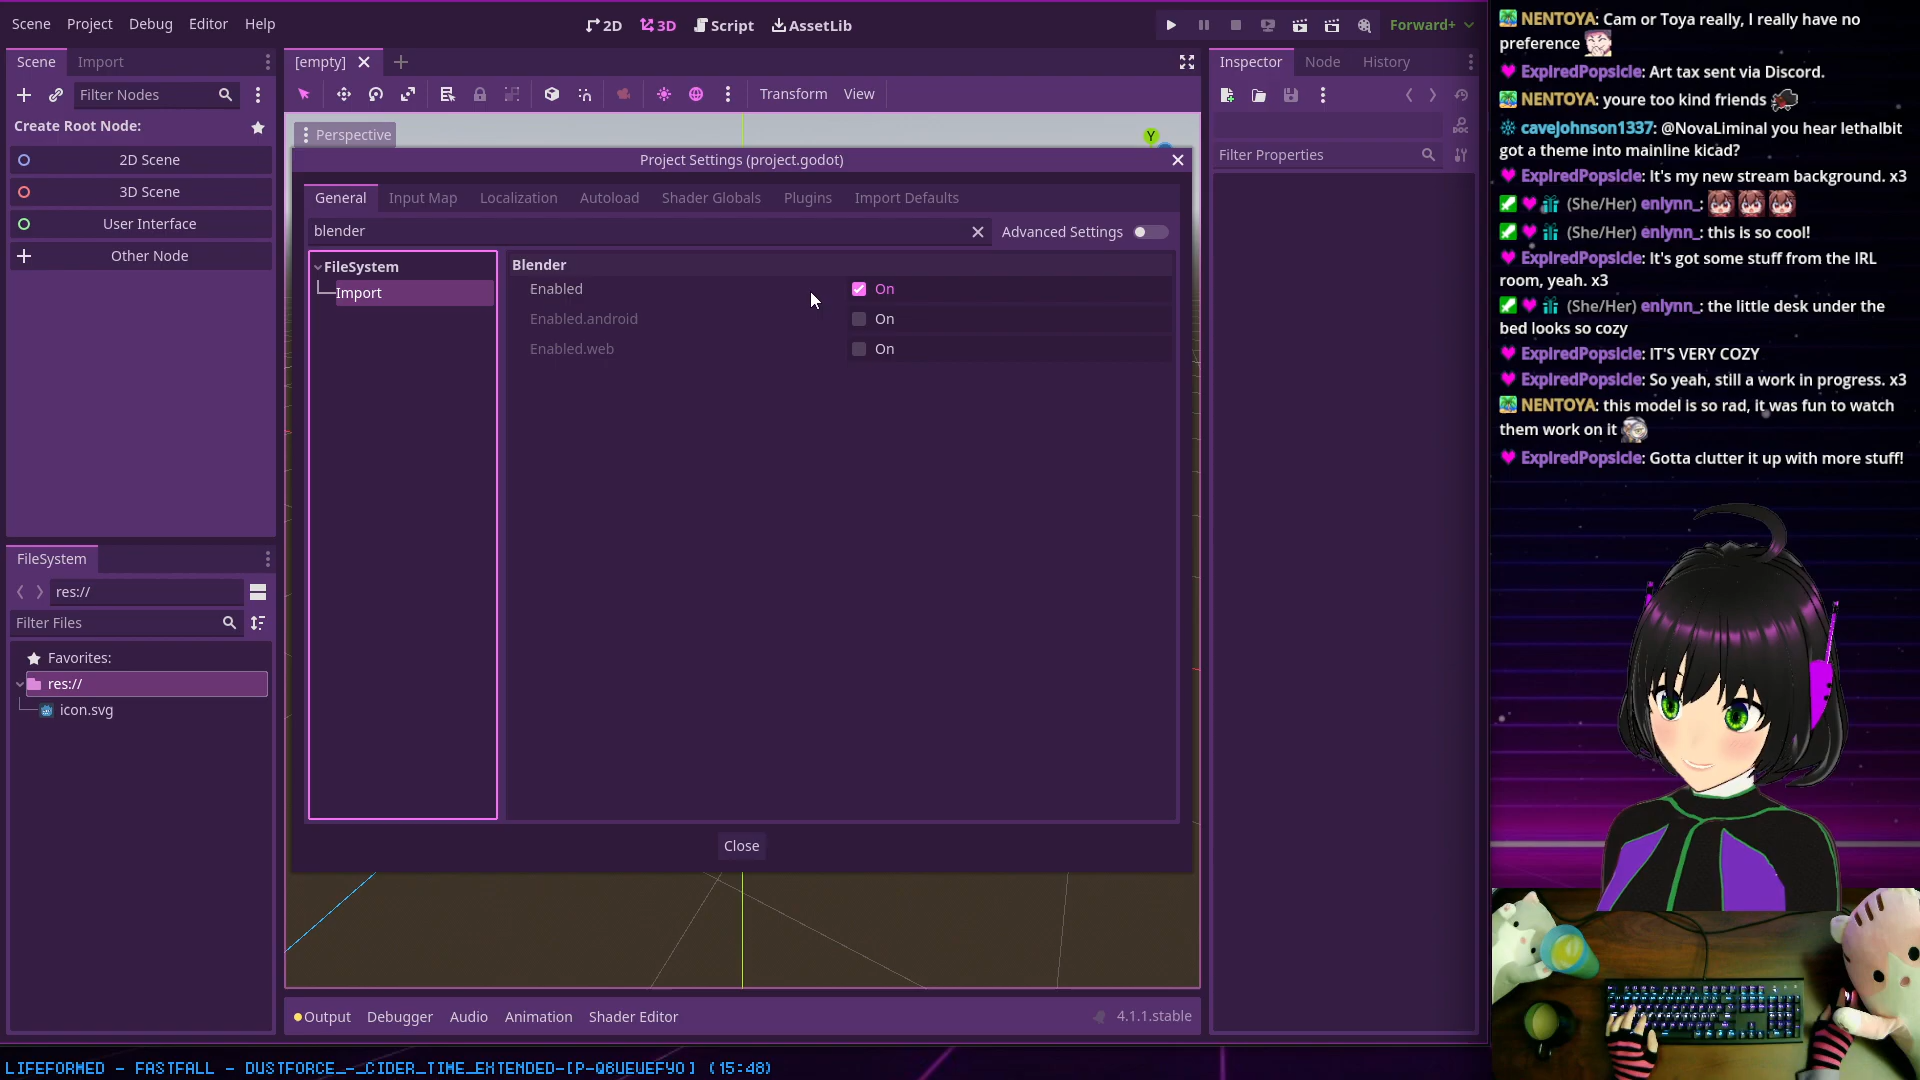 Scene Project Debug Editor Help
2D 3D Script AssetLib
Forward+
Scene Import
Filter Nodes
Create Root Node:
2D Scene
3D Scene
User Interface
Other Node
FileSystem
res://
Filter Files
Favorites:
res://
icon.svg
[empty]
Transform View
Perspective
Y
Project Settings (project.godot)
General Input Map Localization Autoload Shader Globals Plugins Import Defaults
blender
Advanced Settings
FileSystem
Import
Blender
Enabled On
Enabled.android On
Enabled.web On
Close
Output Debugger Audio Animation Shader Editor
4.1.1.stable
Inspector Node History
Filter Properties
NENTOYA: Cam or Toya really, I really have no
preference
ExpiredPopsicle: Art tax sent via Discord.
NENTOYA: youre too kind friends
cavejohnson1337: @NovaLiminal you hear lethalbit
got a theme into mainline kicad?
ExpiredPopsicle: It's my new stream background. x3
(She/Her) enlynn_:
(She/Her) enlynn_: this is so cool!
ExpiredPopsicle: It's got some stuff from the IRL
room, yeah. x3
(She/Her) enlynn_: the little desk under the
bed looks so cozy
ExpiredPopsicle: IT'S VERY COZY
ExpiredPopsicle: So yeah, still a work in progress. x3
NENTOYA: this model is so rad, it was fun to watch
them work on it
ExpiredPopsicle: Gotta clutter it up with more stuff!
LIFEFORMED - FASTFALL - DUSTFORCE_-_CIDER_TIME_EXTENDED-[P-Q6UEUEFYO] (15:48)